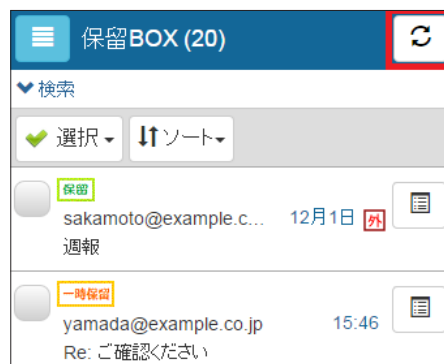 保留BOX (20)
検索
選択
ソート
保留
sakamoto@example.c... 12月1日 外
週報
一時保留
yamada@example.co.jp 15:46
Re: ご確認ください